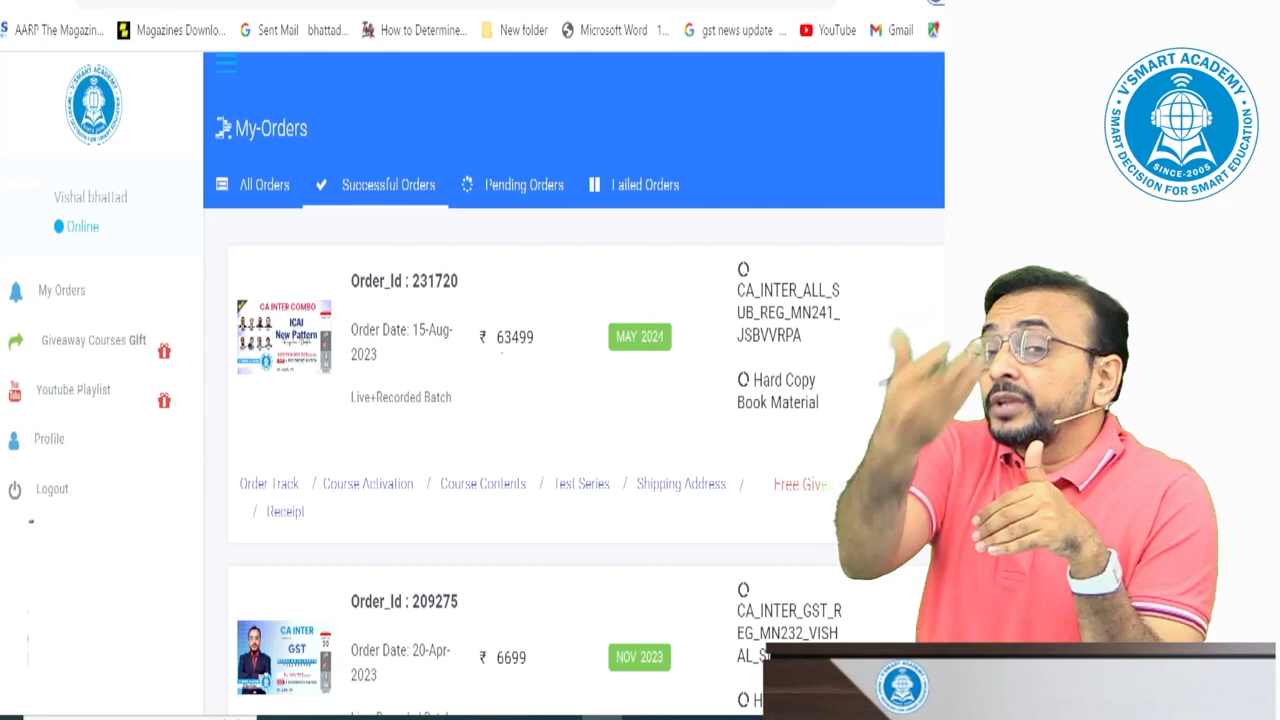 AARP The Magazin... Magazines Downlo... Sent Mail bhattad... How to Determine... New folder Microsoft Word 1... gst news update ... YouTube Gmail
V'SMART ACADEMY
SMART DECISION FOR SMART EDUCATION
SINCE-2005
My-Orders
All Orders Successful Orders Pending Orders Failed Orders
Vishal bhattad
Online
My Orders
Giveaway Courses Gift
Youtube Playlist
Profile
Logout
Order_Id : 231720
CA INTER COMBO
ICAI
New Pattern
Order Date: 15-Aug-
2023
₹ 63499
MAY 2024
Live+Recorded Batch
CA_INTER_ALL_S
UB_REG_MN241_
JSBVVRPA
Hard Copy
Book Material
Order Track / Course Activation / Course Contents / Test Series / Shipping Address / Free Give
/ Receipt
Order_Id : 209275
CA INTER
GST
Order Date: 20-Apr-
2023
₹ 6699
NOV 2023
CA_INTER_GST_R
EG_MN232_VISH
AL_S